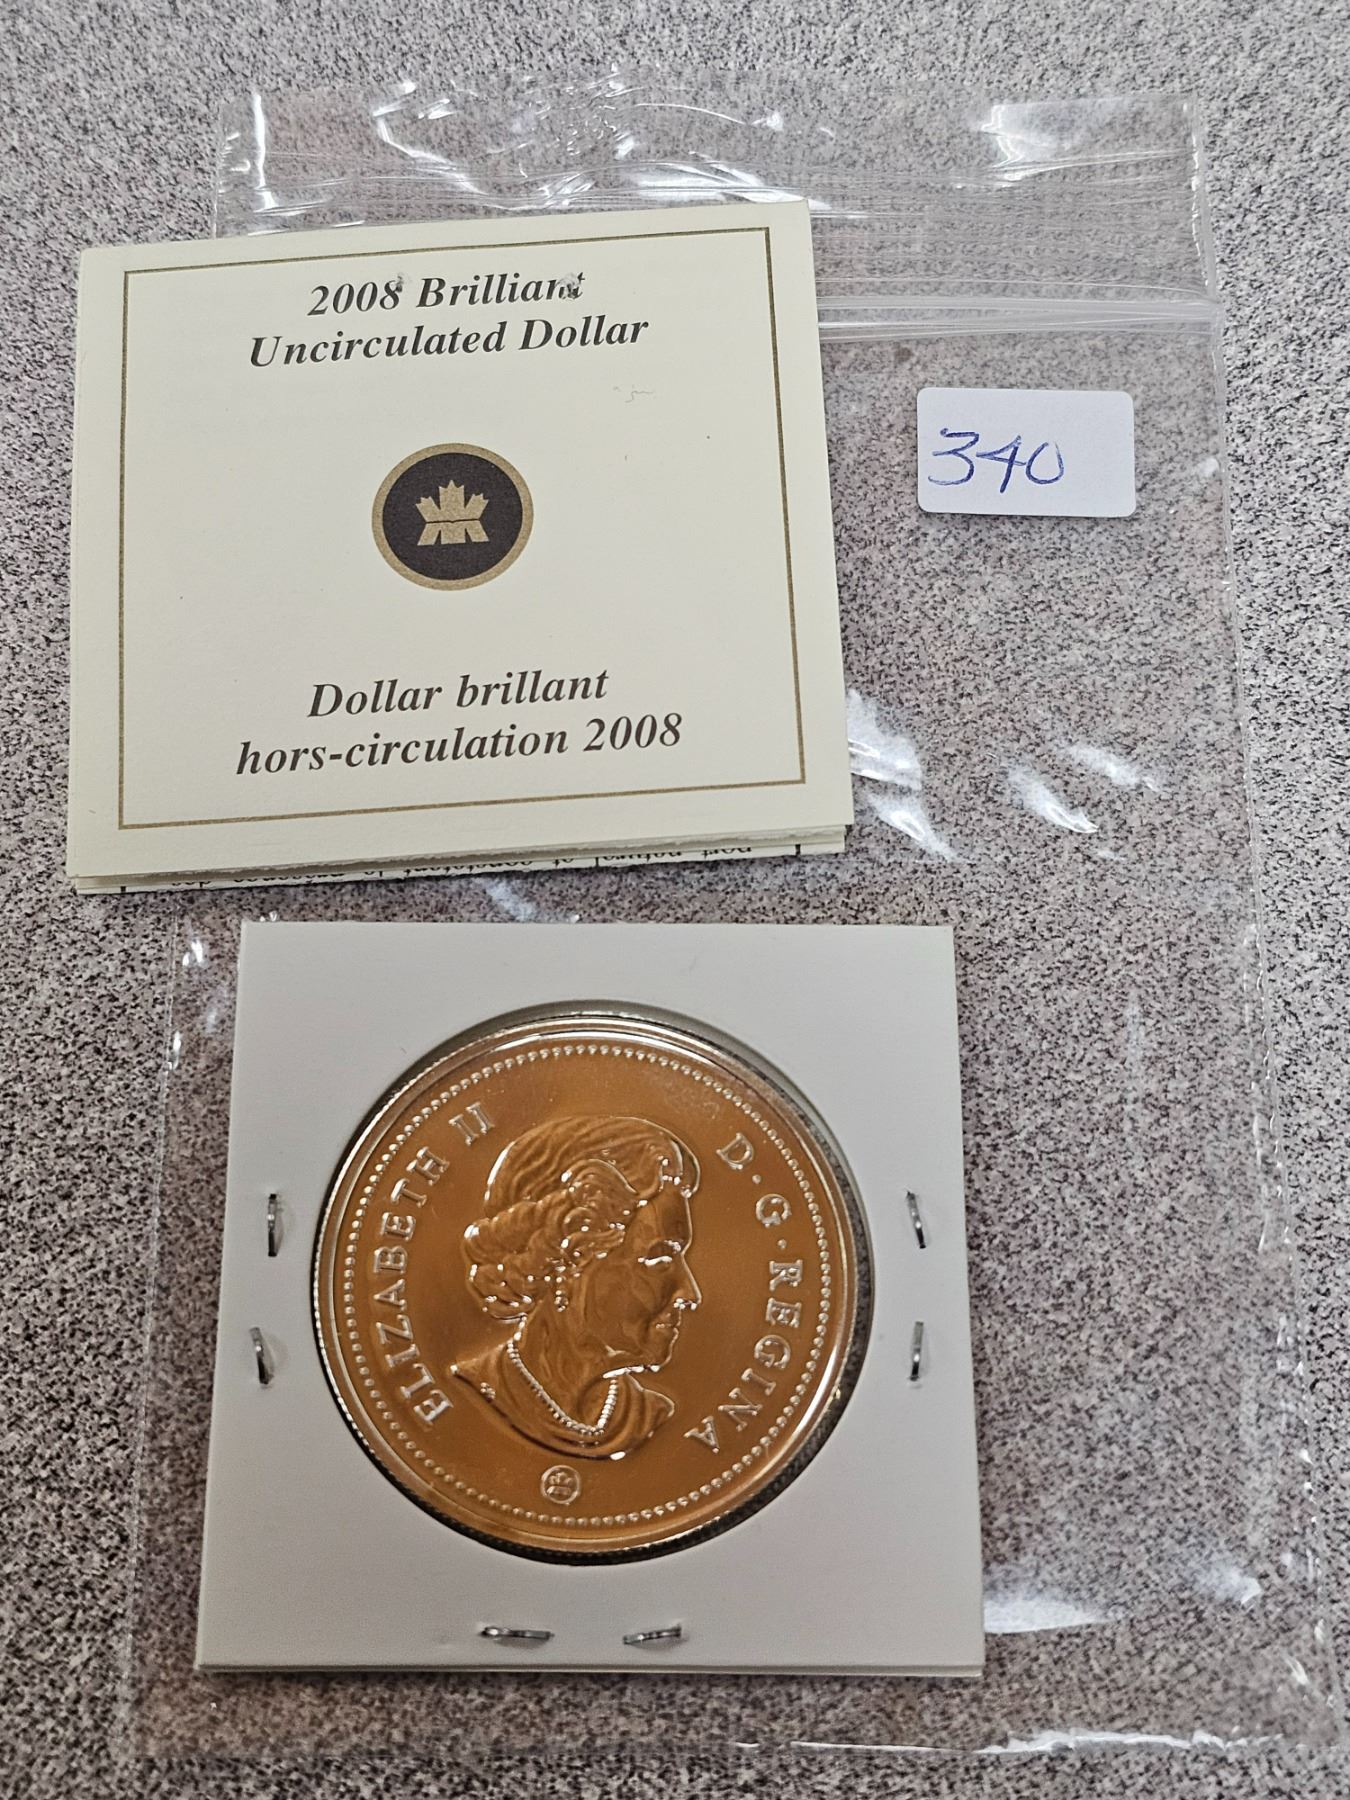 2008 Brilliant
Uncirculated Dollar
340
Dollar brillant
hors-circulation 2008
ELIZABETH II D·G·REGINA